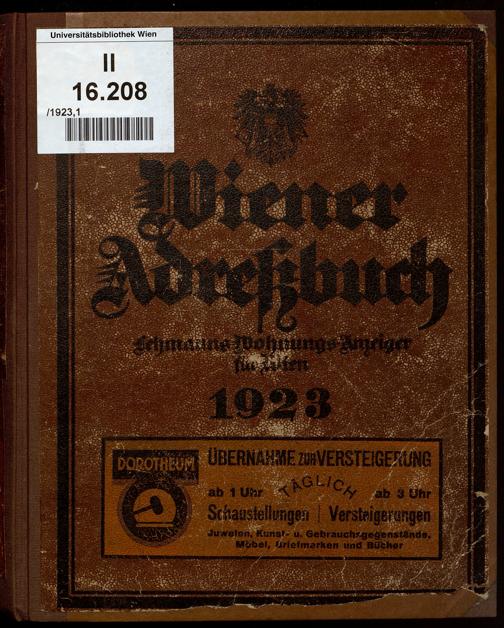 Universitätsbibliothek Wien
II
16.208
/1923,1
Wiener
Adreßbuch
Lehmanns Wohnungs-Anzeiger
für Wien
1923
DOROTHEUM
ÜBERNAHME ZUR VERSTEIGERUNG
TÄGLICH
ab 1 Uhr
Schaustellungen
ab 3 Uhr
Versteigerungen
Juwelen, Kunst- u. Gebrauchsgegenstände,
Möbel, Briefmarken und Bücher